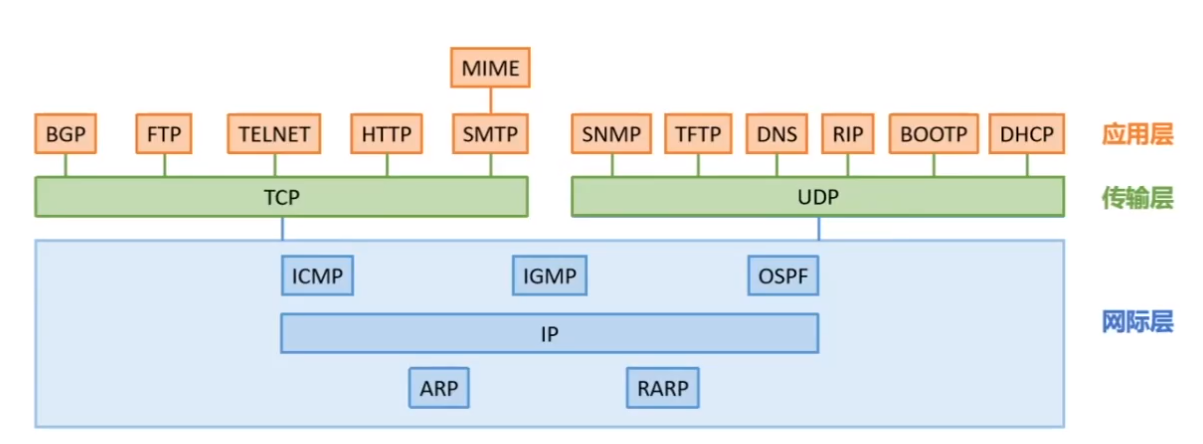 MIME
BGP FTP TELNET HTTP SMTP SNMP TFTP DNS RIP BOOTP DHCP 应用层
TCP UDP 传输层
ICMP IGMP OSPF
IP 网际层
ARP RARP